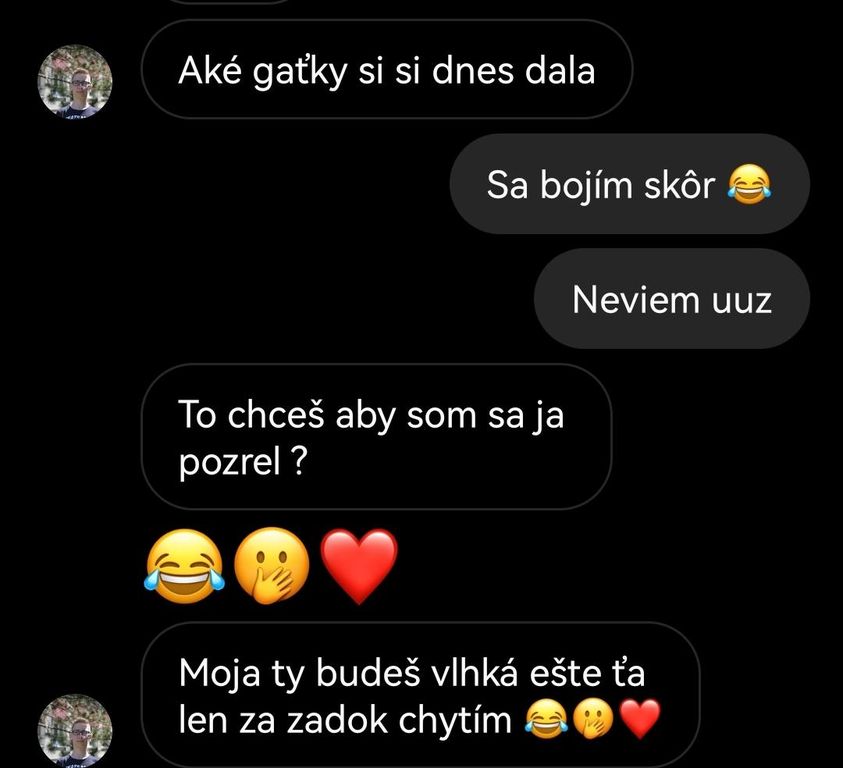 Aké gaťky si si dnes dala
Sa bojím skôr 😂
Neviem uuz
To chceš aby som sa ja
pozrel ?
😂🤭❤️
Moja ty budeš vlhká ešte ťa
len za zadok chytím 😂🤭❤️